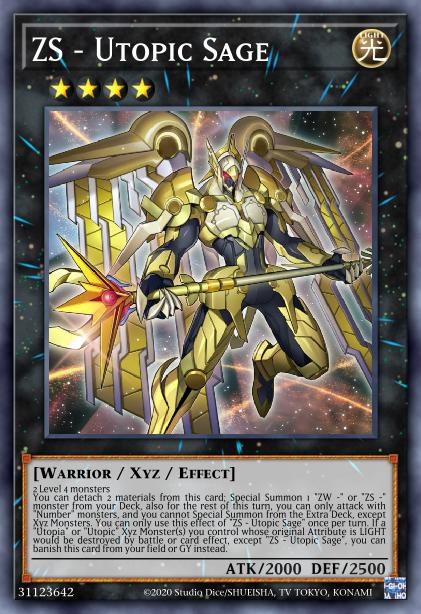 ZS - Utopic Sage
LIGHT
光
[Warrior / Xyz / Effect]
2 Level 4 monsters
You can detach 2 materials from this card; Special Summon 1 "ZW -" or "ZS -"
monster from your Deck, also for the rest of this turn, you can only attack with
"Number" monsters, and you cannot Special Summon from the Extra Deck, except
Xyz Monsters. You can only use this effect of "ZS - Utopic Sage" once per turn. If a
"Utopia" or "Utopic" Xyz Monster(s) you control whose original Attribute is LIGHT
would be destroyed by battle or card effect, except "ZS - Utopic Sage", you can
banish this card from your field or GY instead.
ATK/2000 DEF/2500
31123642
©2020 Studio Dice/SHUEISHA, TV TOKYO, KONAMI